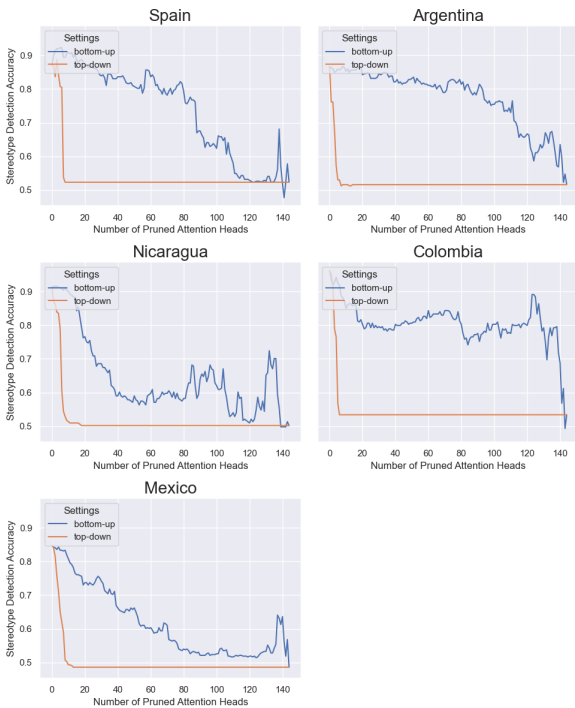 Spain
Argentina
Stereotype Detection Accuracy
0.9
0.8
0.7
0.6
0.5
Settings
bottom-up
top-down
0 20 40 60 80 100 120 140
Number of Pruned Attention Heads
Settings
bottom-up
top-down
0 20 40 60 80 100 120 140
Number of Pruned Attention Heads
Nicaragua
Colombia
Stereotype Detection Accuracy
0.9
0.8
0.7
0.6
0.5
Settings
bottom-up
top-down
0 20 40 60 80 100 120 140
Number of Pruned Attention Heads
Settings
bottom-up
top-down
0 20 40 60 80 100 120 140
Number of Pruned Attention Heads
Mexico
Stereotype Detection Accuracy
0.9
0.8
0.7
0.6
0.5
Settings
bottom-up
top-down
0 20 40 60 80 100 120 140
Number of Pruned Attention Heads